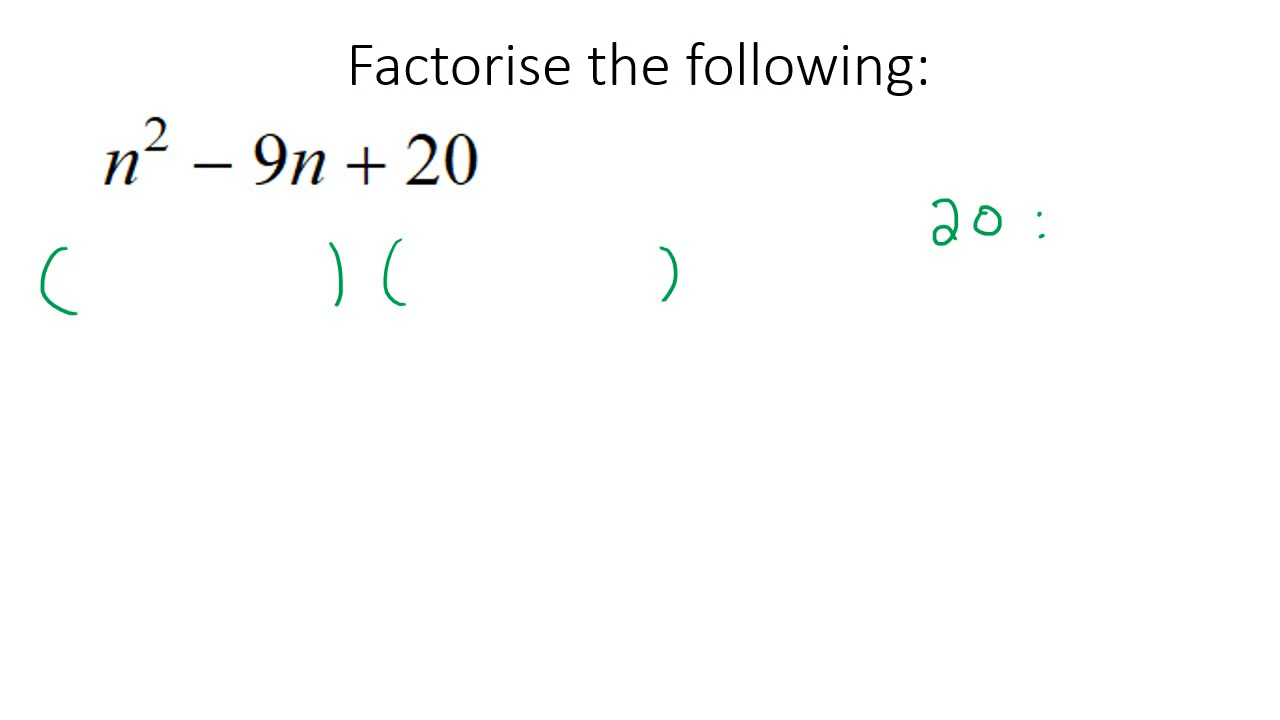 Factorise the following:
n² − 9n + 20
20 :
(        ) (        )